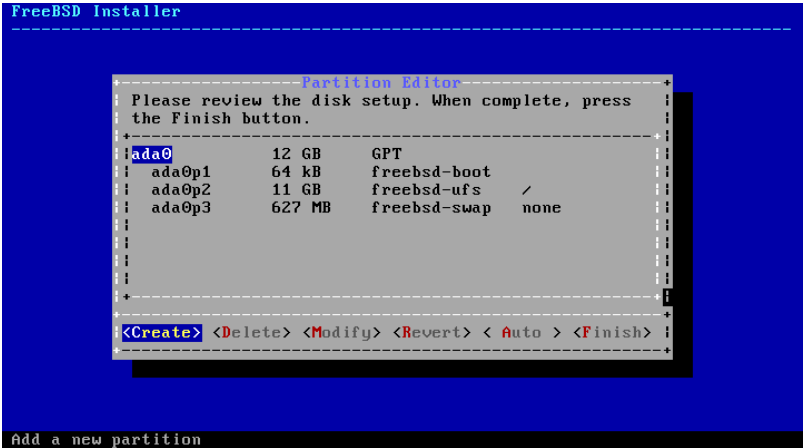 FreeBSD Installer
Partition Editor
Please review the disk setup. When complete, press
the Finish button.
ada0 12 GB GPT
ada0p1 64 kB freebsd-boot
ada0p2 11 GB freebsd-ufs /
ada0p3 627 MB freebsd-swap none
<Create> <Delete> <Modify> <Revert> < Auto > <Finish>
Add a new partition